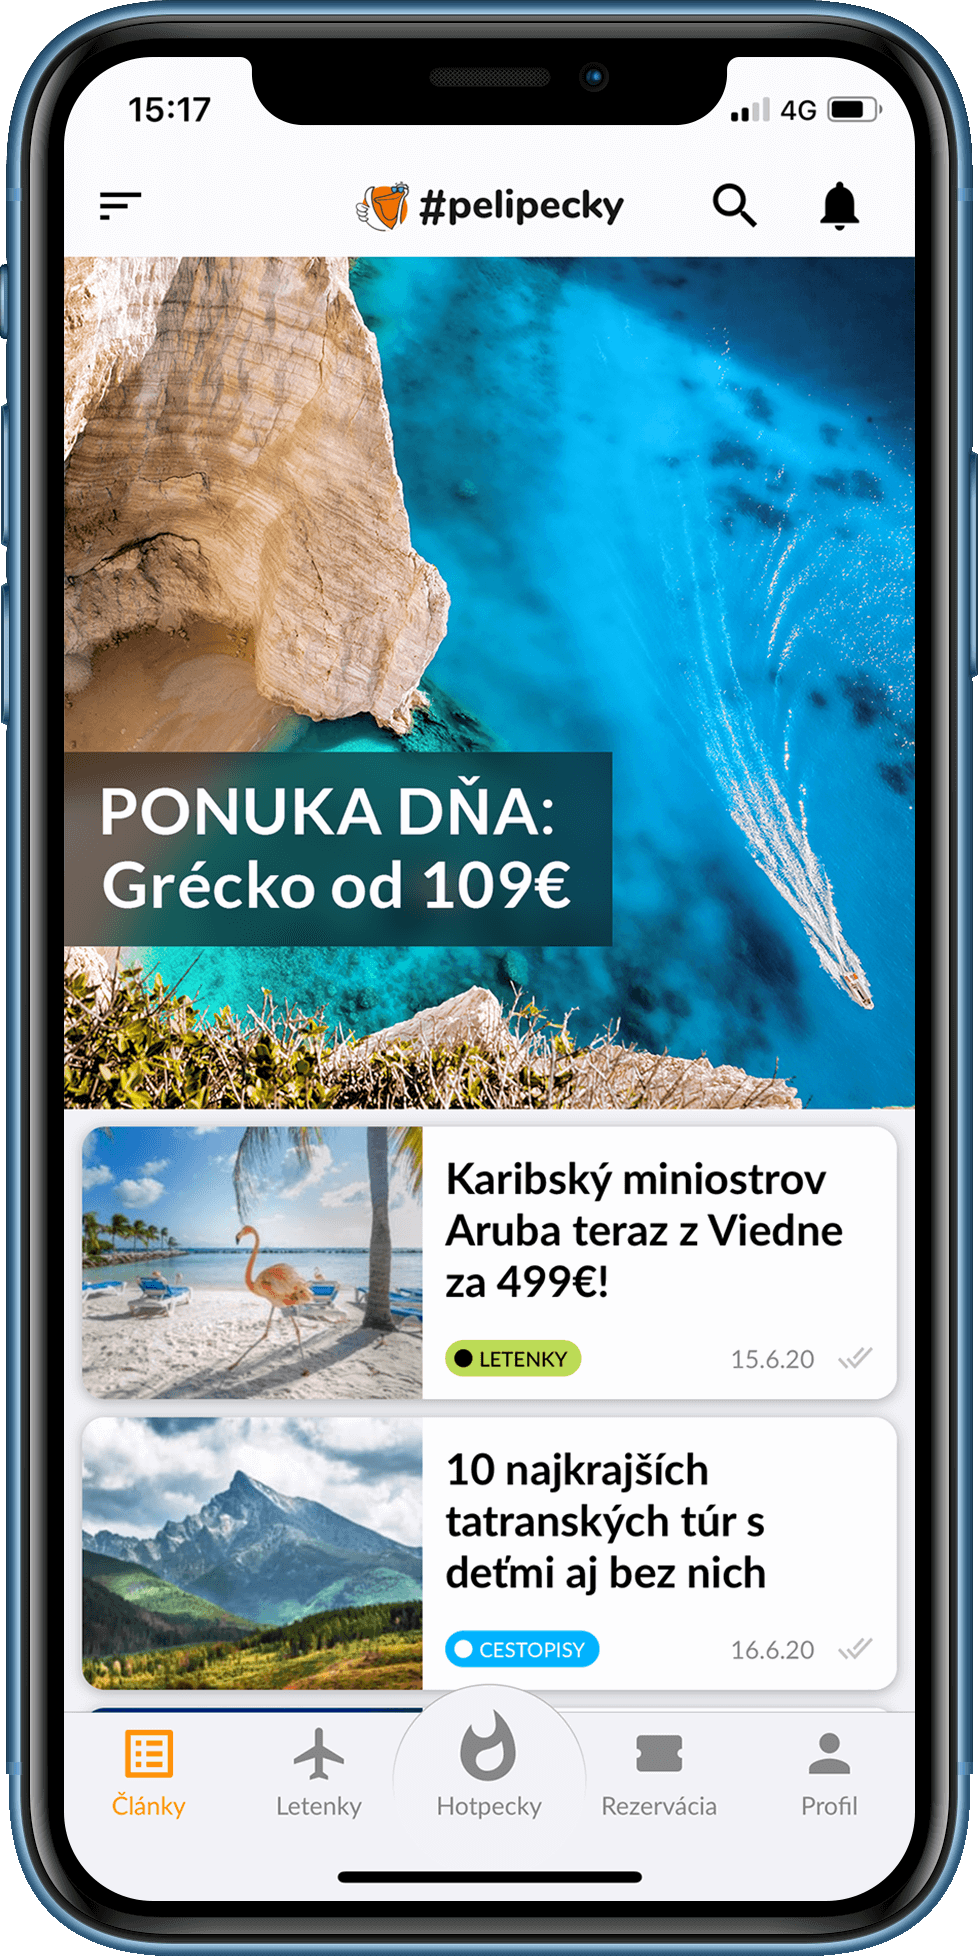 15:17
4G
#pelipecky
PONUKA DŇA:
Grécko od 109€
Karibský miniostrov
Aruba teraz z Viedne
za 499€!
LETENKY
15.6.20
10 najkrajších
tatranských túr s
deťmi aj bez nich
CESTOPISY
16.6.20
Články
Letenky
Hotpecky
Rezervácia
Profil